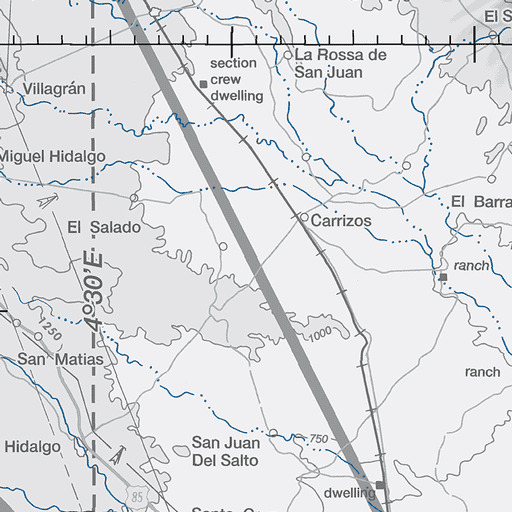 El S
La Rossa de
San Juan
section
crew
dwelling
Villagrán
Miguel Hidalgo
El Barra
Carrizos
El Salado
4°30'E
ranch
1250
1000
San Matias
ranch
Hidalgo
San Juan
Del Salto
750
dwelling
85